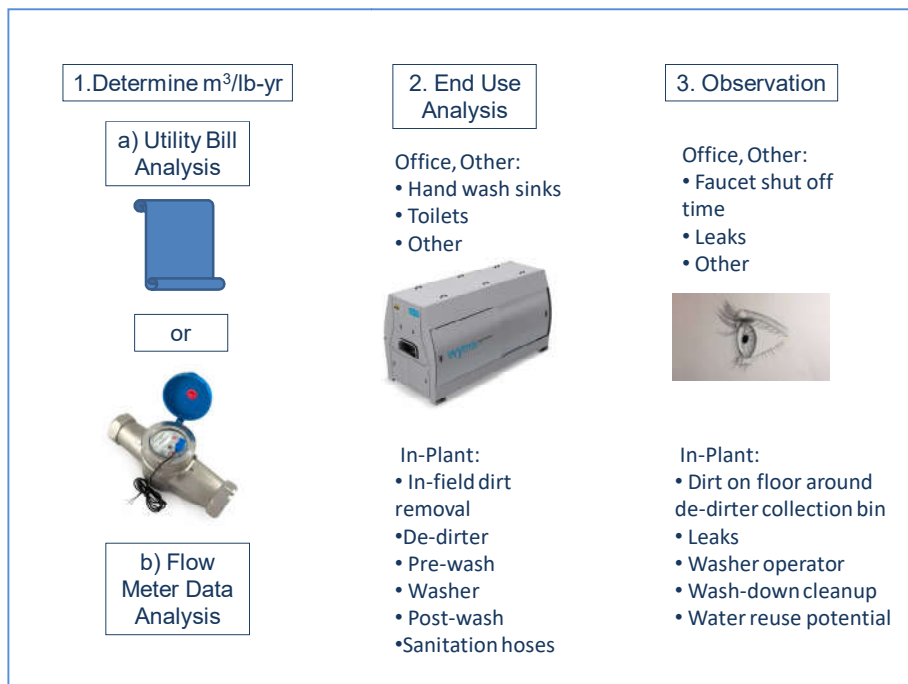 1.Determine m³/lb-yr
a) Utility Bill
Analysis
or
b) Flow
Meter Data
Analysis
2. End Use
Analysis
Office, Other:
• Hand wash sinks
• Toilets
• Other
In-Plant:
• In-field dirt
removal
•De-dirter
• Pre-wash
• Washer
• Post-wash
•Sanitation hoses
3. Observation
Office, Other:
• Faucet shut off
time
• Leaks
• Other
In-Plant:
• Dirt on floor around
de-dirter collection bin
• Leaks
• Washer operator
• Wash-down cleanup
• Water reuse potential